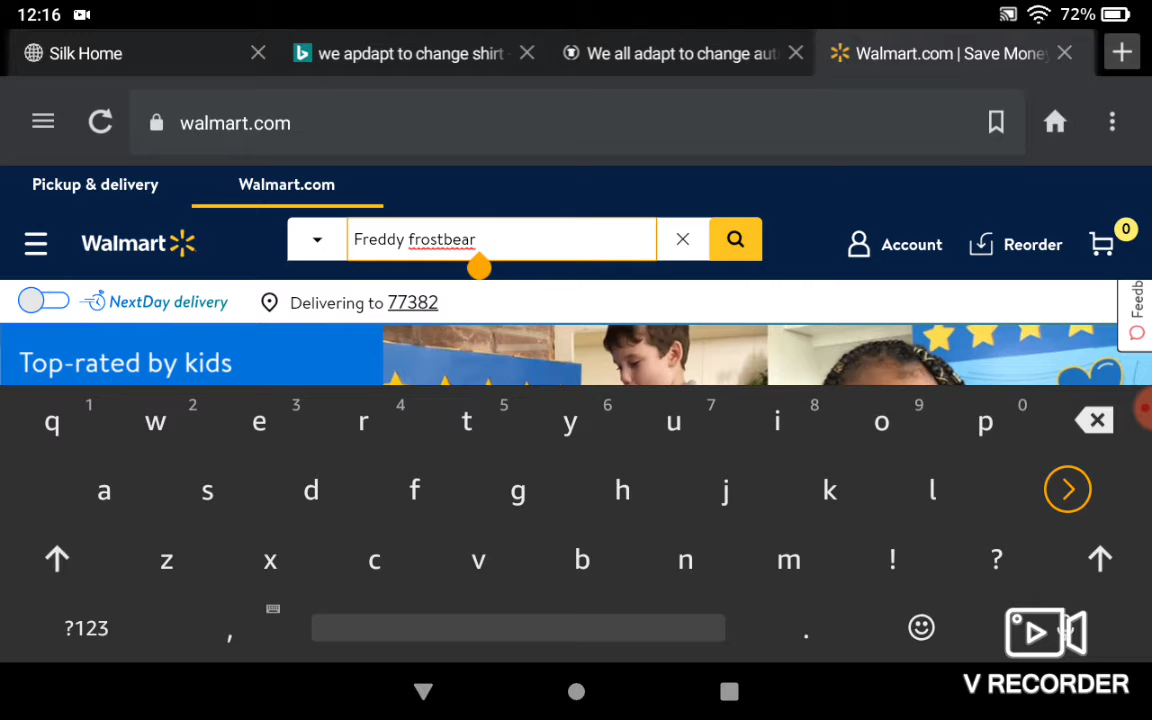 12:16 72%
Silk Home we apdapt to change shirt - We all adapt to change aut Walmart.com | Save Money
walmart.com
Pickup & delivery Walmart.com
Walmart Freddy frostbear Account Reorder 0
NextDay delivery Delivering to 77382 Feedb
Top-rated by kids
1 2 3 4 5 6 7 8 9 0
q w e r t y u i o p
a s d f g h j k l
z x c v b n m ! ?
?123 , .
V RECORDER